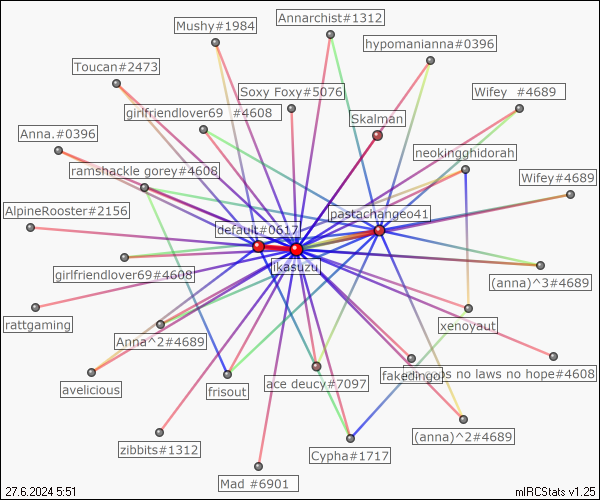 Annarchist#1312
Mushy#1984
hypomanianna#0396
Toucan#2473
Soxy Foxy#5076
Wifey #4689
girlfriendlover69 #4608
Skalman
Anna.#0396
neokingghidorah
ramshackle gorey#4608
Wifey#4689
AlpineRooster#2156
pastachangeo41
default#0617
Ikasuzu
girlfriendlover69#4608
(anna)^3#4689
rattgaming
xenoyaut
Anna^2#4689
ops no laws no hope#4608
fakedingo
ace deucy#7097
avelicious
frisout
(anna)^2#4689
zibbits#1312
Cypha#1717
Mad #6901
27.6.2024 5:51
mIRCStats v1.25